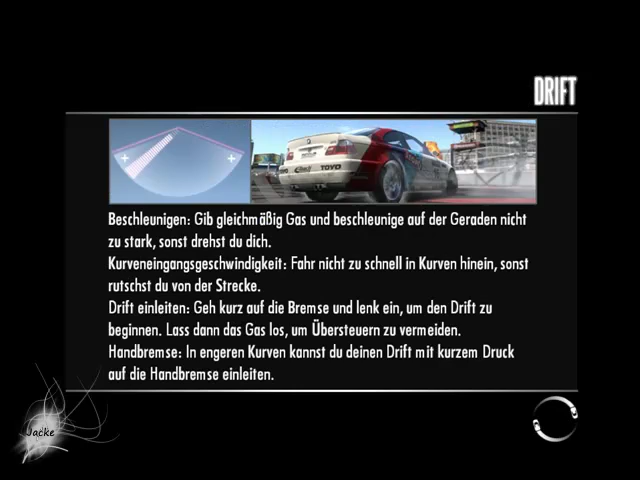 DRIFT
TOYO
Beschleunigen: Gib gleichmäßig Gas und beschleunige auf der Geraden nicht
zu stark, sonst drehst du dich.
Kurveneingangsgeschwindigkeit: Fahr nicht zu schnell in Kurven hinein, sonst
rutschst du von der Strecke.
Drift einleiten: Geh kurz auf die Bremse und lenk ein, um den Drift zu
beginnen. Lass dann das Gas los, um Übersteuern zu vermeiden.
Handbremse: In engeren Kurven kannst du deinen Drift mit kurzem Druck
auf die Handbremse einleiten.
Jacke